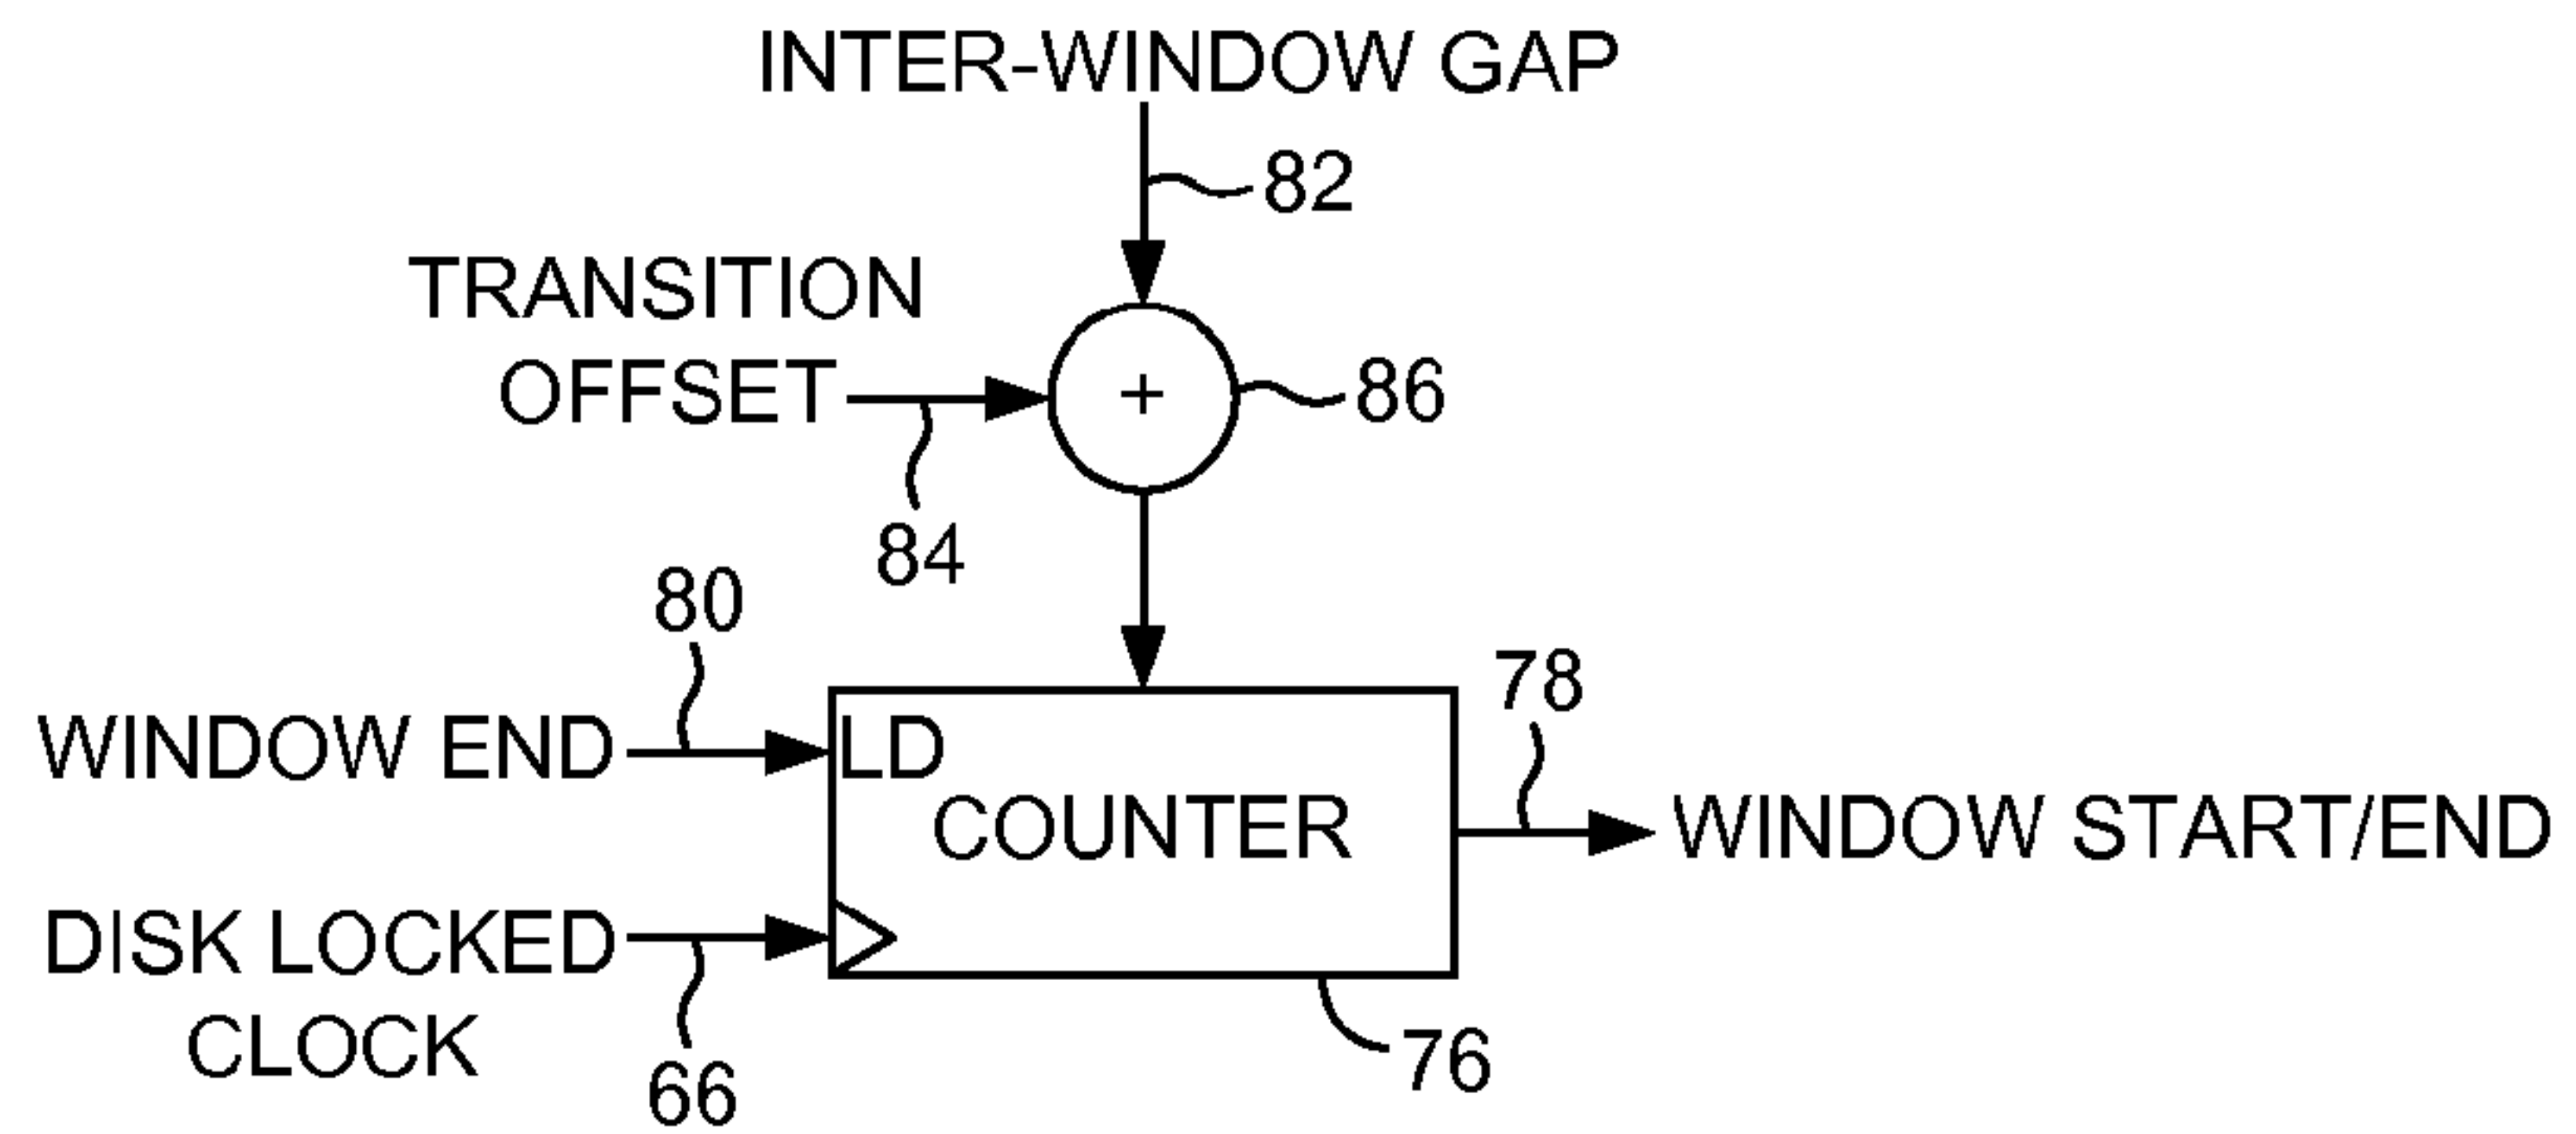 INTER-WINDOW GAP
82
TRANSITION
OFFSET
+
86
84
80
78
WINDOW END
LD
COUNTER
WINDOW START/END
DISK LOCKED
CLOCK
66
76